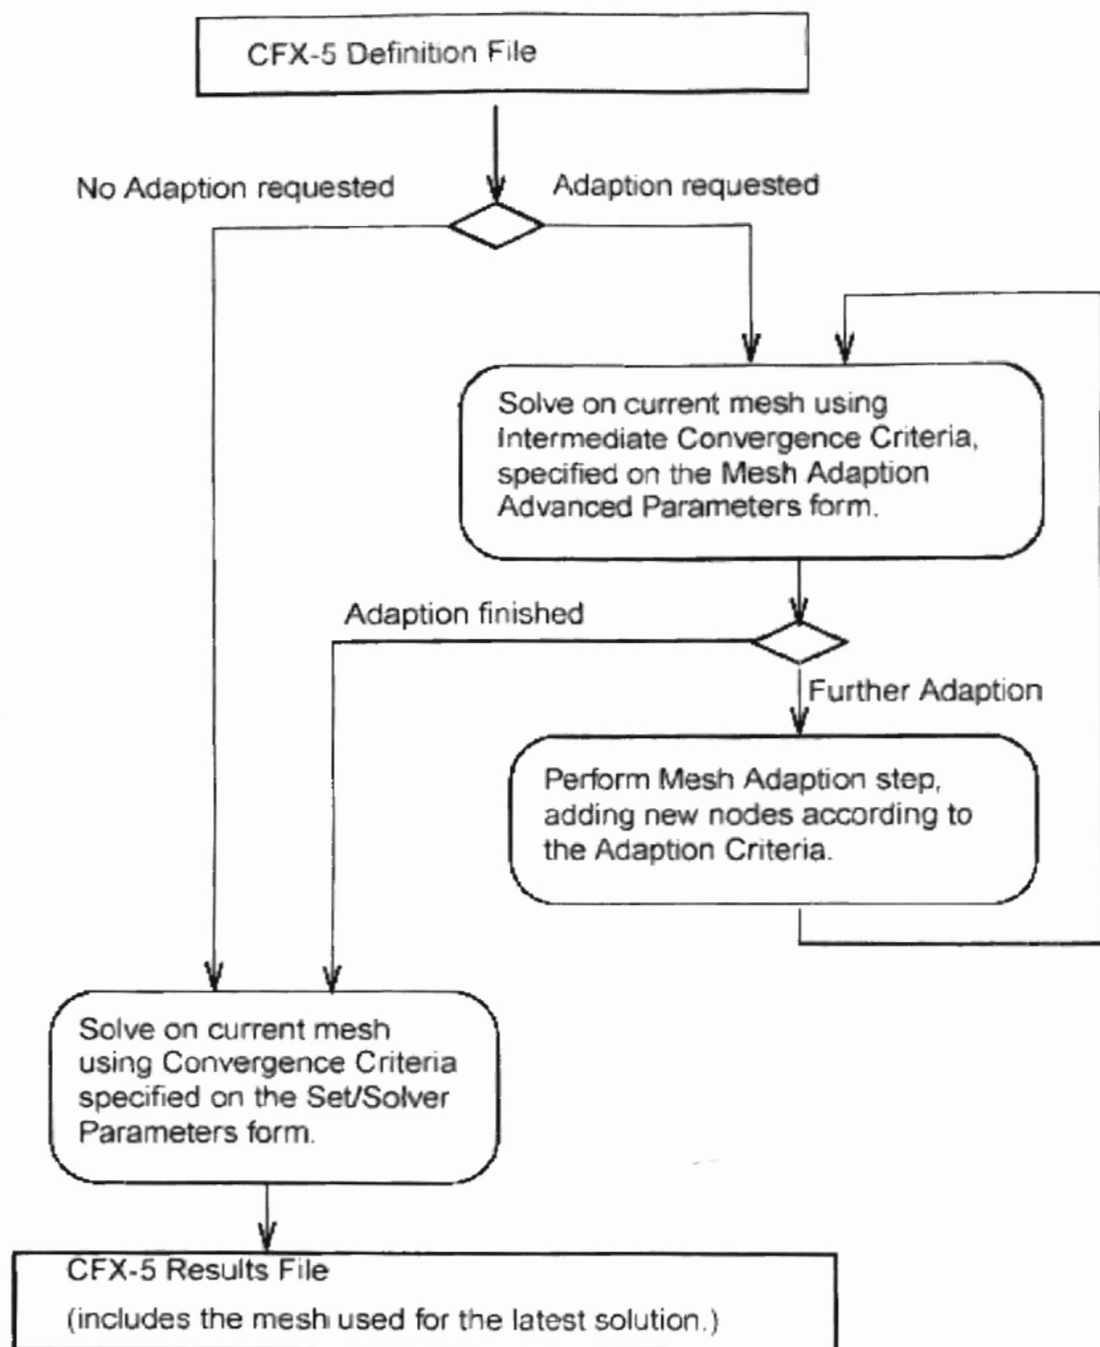 CFX-5 Definition File
No Adaption requested
Adaption requested
Solve on current mesh using
Intermediate Convergence Criteria,
specified on the Mesh Adaption
Advanced Parameters form.
Adaption finished
Further Adaption
Perform Mesh Adaption step,
adding new nodes according to
the Adaption Criteria.
Solve on current mesh
using Convergence Criteria
specified on the Set/Solver
Parameters form.
CFX-5 Results File
(includes the mesh used for the latest solution.)